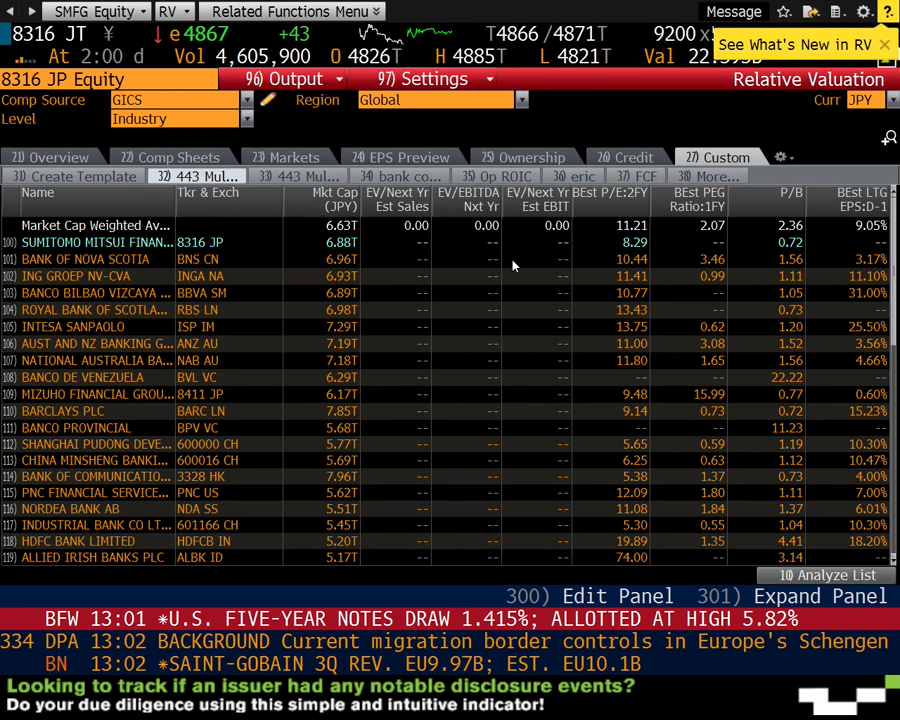 SMFG Equity RV Related Functions Menu Message ?
8316 JT ¥ ↓ e4867 +43 T4866 /4871T 9200 x
At 2:00 d Vol 4,605,900 O 4826T H 4885T L 4821T Val
See What's New in RV ×
8316 JP Equity 96) Output 97) Settings Relative Valuation
Comp Source GICS Region Global Curr JPY
Level Industry
21) Overview 22) Comp Sheets 23) Markets 24) EPS Preview 25) Ownership 26) Credit 27) Custom
31) Create Template 32) 443 Mul... 33) 443 Mul... 34) bank co... 35) Op ROIC 36) eric 37) FCF 38) More...
Name Tkr & Exch Mkt Cap EV/Next Yr EV/EBITDA EV/Next Yr BEst P/E:2FY BEst PEG P/B BEst LTG
(JPY) Est Sales Nxt Yr Est EBIT Ratio:1FY EPS:D-1
Market Cap Weighted Av... 6.63T 0.00 0.00 0.00 11.21 2.07 2.36 9.05%
100) SUMITOMO MITSUI FINAN... 8316 JP 6.88T -- -- -- 8.29 -- 0.72 --
101) BANK OF NOVA SCOTIA BNS CN 6.96T -- -- -- 10.44 3.46 1.56 3.17%
102) ING GROEP NV-CVA INGA NA 6.93T -- -- -- 11.41 0.99 1.11 11.10%
103) BANCO BILBAO VIZCAYA ... BBVA SM 6.89T -- -- -- 10.77 -- 1.05 31.00%
104) ROYAL BANK OF SCOTLA... RBS LN 6.98T -- -- -- 13.43 -- 0.73 --
105) INTESA SANPAOLO ISP IM 7.29T -- -- -- 13.75 0.62 1.20 25.50%
106) AUST AND NZ BANKING G... ANZ AU 7.19T -- -- -- 11.00 3.08 1.52 3.56%
107) NATIONAL AUSTRALIA BA... NAB AU 7.18T -- -- -- 11.80 1.65 1.56 4.66%
108) BANCO DE VENEZUELA BVL VC 6.29T -- -- -- -- -- 22.22 --
109) MIZUHO FINANCIAL GROU... 8411 JP 6.17T -- -- -- 9.48 15.99 0.77 0.60%
110) BARCLAYS PLC BARC LN 7.85T -- -- -- 9.14 0.73 0.72 15.23%
111) BANCO PROVINCIAL BPV VC 5.68T -- -- -- -- -- 11.23 --
112) SHANGHAI PUDONG DEVE... 600000 CH 5.77T -- -- -- 5.65 0.59 1.19 10.30%
113) CHINA MINSHENG BANKI... 600016 CH 5.69T -- -- -- 6.25 0.63 1.12 10.47%
114) BANK OF COMMUNICATIO... 3328 HK 7.96T -- -- -- 5.38 1.37 0.73 4.00%
115) PNC FINANCIAL SERVICE... PNC US 5.62T -- -- -- 12.09 1.80 1.11 7.00%
116) NORDEA BANK AB NDA SS 5.51T -- -- -- 11.08 1.84 1.37 6.01%
117) INDUSTRIAL BANK CO LT... 601166 CH 5.45T -- -- -- 5.30 0.55 1.04 10.30%
118) HDFC BANK LIMITED HDFCB IN 5.20T -- -- -- 19.89 1.35 4.41 18.20%
119) ALLIED IRISH BANKS PLC ALBK ID 5.17T -- -- -- 74.00 -- 3.14 --
10) Analyze List
300) Edit Panel 301) Expand Panel
BFW 13:01 *U.S. FIVE-YEAR NOTES DRAW 1.415%; ALLOTTED AT HIGH 5.82%
334 DPA 13:02 BACKGROUND Current migration border controls in Europe's Schengen
BN 13:02 *SAINT-GOBAIN 3Q REV. EU9.97B; EST. EU10.1B
Looking to track if an issuer had any notable disclosure events?
Do your due diligence using this simple and intuitive indicator!